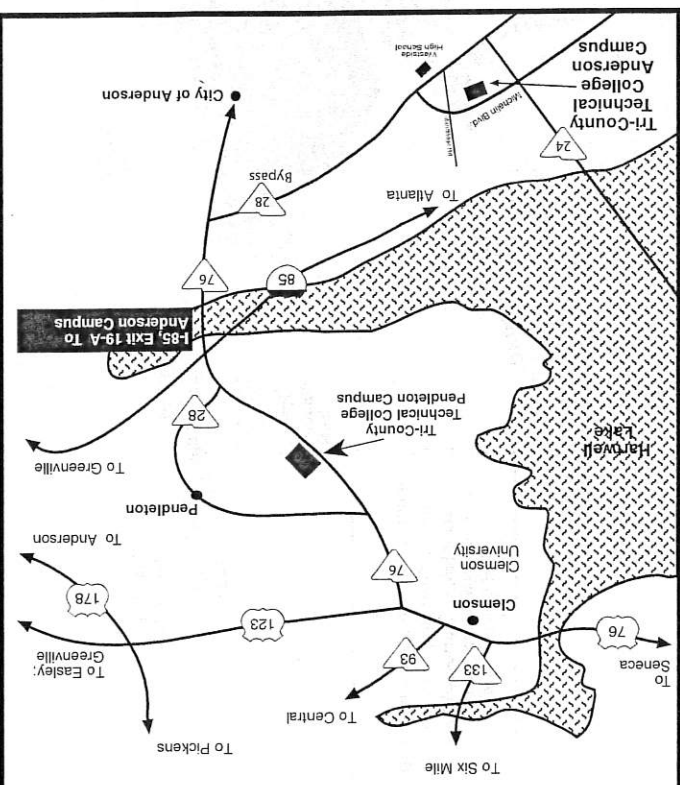 To Six Mile
To Pickens
To Central
133
93
To Easley;
Greenville
To
Seneca
76
Clemson
123
178
76
Clemson
University
To Anderson
Pendleton
Hartwell
Lake
Tri-County
Technical College
Pendleton Campus
To Greenville
28
I-85, Exit 19-A To
Anderson Campus
85
76
To Atlanta
28
Bypass
24
Tri-County
Technical
College
Anderson
Campus
Michelin Blvd.
City of Anderson
Westside
High School